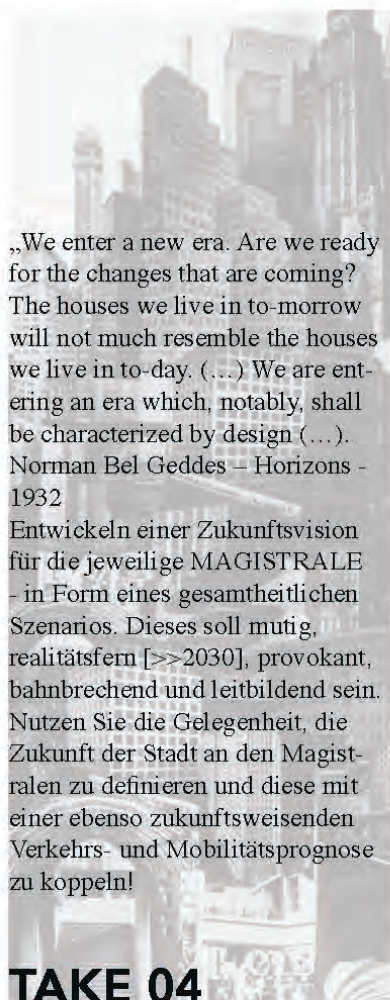 „We enter a new era. Are we ready
for the changes that are coming?
The houses we live in to-morrow
will not much resemble the houses
we live in to-day. (…) We are ent-
ering an era which, notably, shall
be characterized by design (…).
Norman Bel Geddes – Horizons -
1932
Entwickeln einer Zukunftsvision
für die jeweilige MAGISTRALE
- in Form eines gesamtheitlichen
Szenarios. Dieses soll mutig,
realitätsfern [>>2030], provokant,
bahnbrechend und leitbildend sein.
Nutzen Sie die Gelegenheit, die
Zukunft der Stadt an den Magist-
ralen zu definieren und diese mit
einer ebenso zukunftsweisenden
Verkehrs- und Mobilitätsprognose
zu koppeln!
TAKE 04